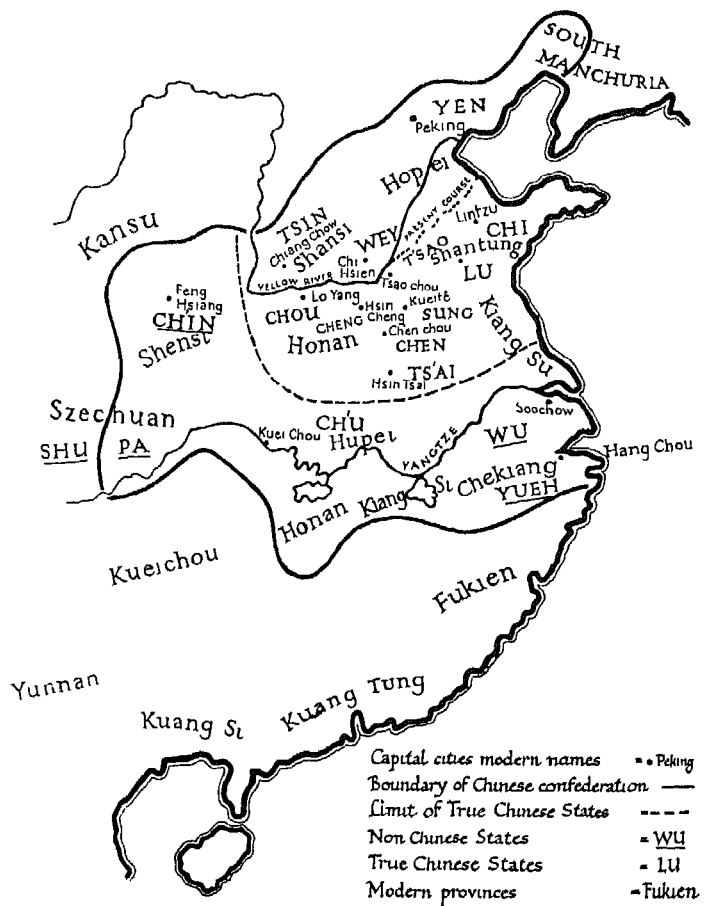 SOUTH
MANCHURIA
YEN
Peking
Hopei
Kansu
TSIN
Chiang Chow
Shansi
WEY
PRESENT COURSE
Lintzu
CHI
T'SAO
Shantung
LU
Chi
Hsien
YELLOW RIVER
Tsao chou
Feng
Hsiang
CH'IN
Shensi
Lo Yang
CHOU
Hsin
Kueite
CHENG Cheng
SUNG
Honan
Chen chou
CHEN
Kiang Su
TS'AI
Hsin Tsai
Szechuan
SHU
PA
Kuei Chou
CH'U
Hupei
YANGTZE
Soochow
WU
Hang Chou
Chekiang
YUEH
Honan
Kiang Si
Kueichou
Fukien
Yunnan
Kuang Si
Kuang Tung
Capital cities modern names -• Peking
Boundary of Chinese confederation ——
Limit of True Chinese States ----
Non Chinese States - WU
True Chinese States - LU
Modern provinces - Fukien